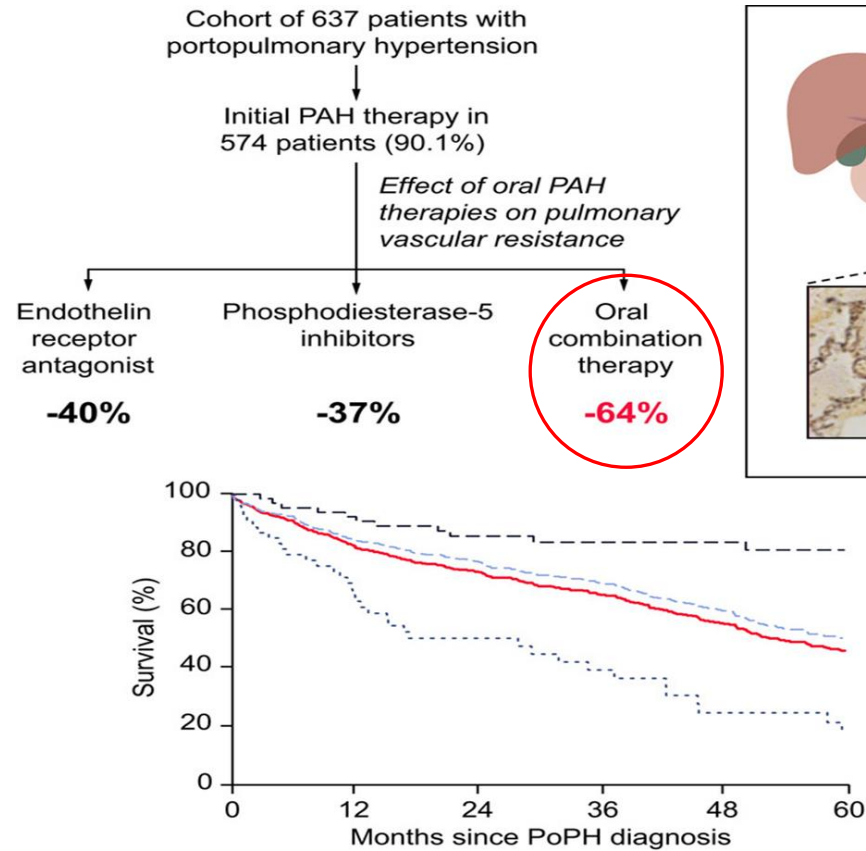 Cohort of 637 patients with
portopulmonary hypertension
Initial PAH therapy in
574 patients (90.1%)
Effect of oral PAH
therapies on pulmonary
vascular resistance
Endothelin
receptor
antagonist
-40%
Phosphodiesterase-5
inhibitors
-37%
Oral
combination
therapy
-64%
Survival (%)
100
80
60
40
20
0
0 12 24 36 48 60
Months since PoPH diagnosis